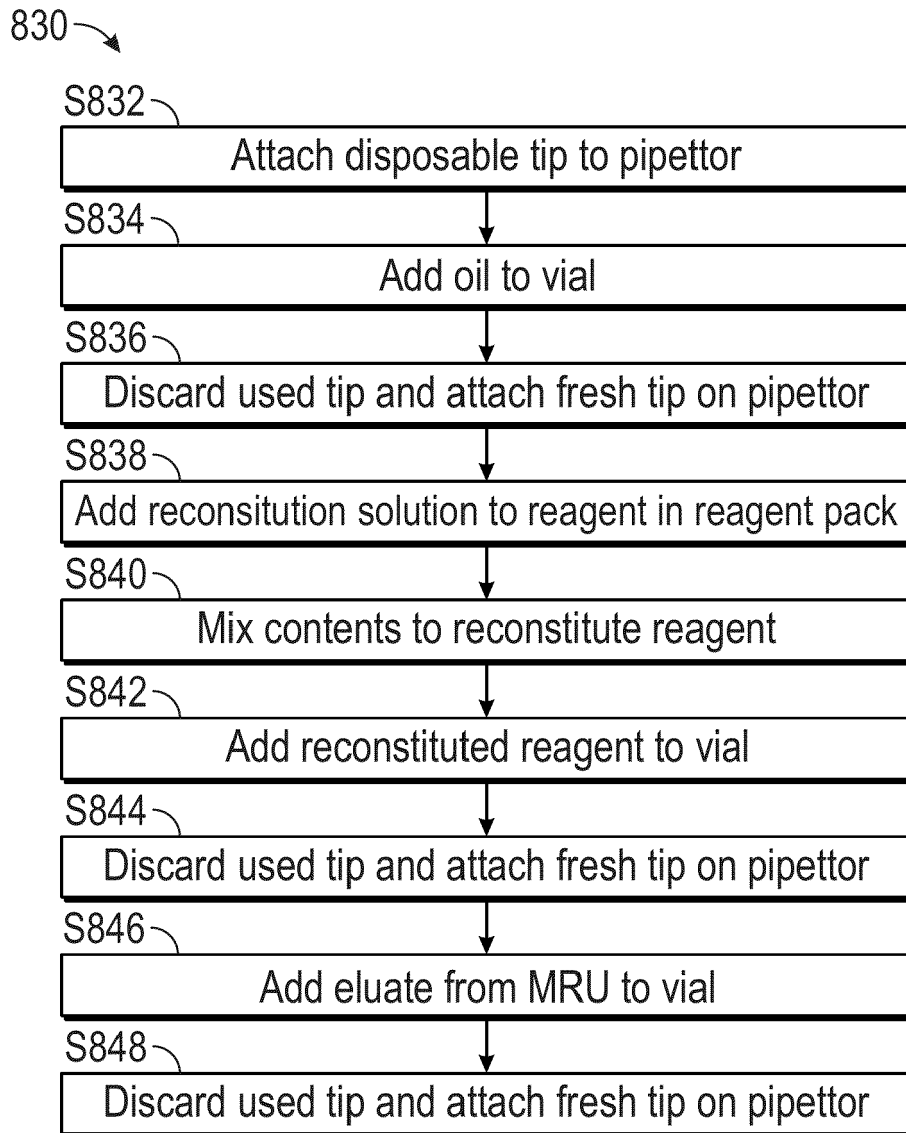 830
S832
Attach disposable tip to pipettor
S834
Add oil to vial
S836
Discard used tip and attach fresh tip on pipettor
S838
Add reconsitution solution to reagent in reagent pack
S840
Mix contents to reconstitute reagent
S842
Add reconstituted reagent to vial
S844
Discard used tip and attach fresh tip on pipettor
S846
Add eluate from MRU to vial
S848
Discard used tip and attach fresh tip on pipettor